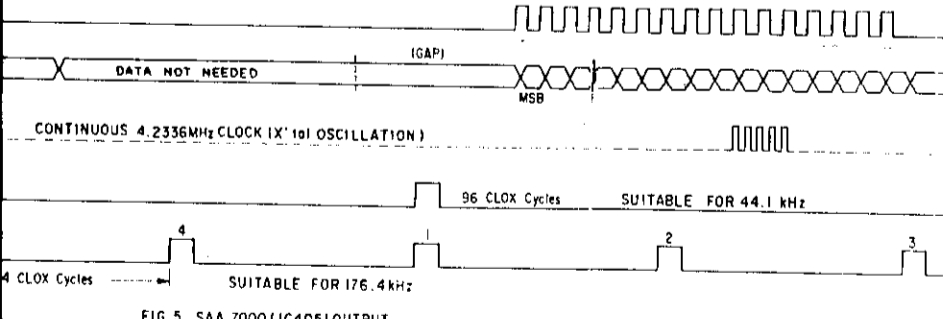 (GAP)
DATA NOT NEEDED
MSB
CONTINUOUS 4.2336MHz CLOCK (X'tal OSCILLATION)
96 CLOX Cycles SUITABLE FOR 44.1 kHz
4 1 2 3
4 CLOX Cycles SUITABLE FOR 176.4kHz
FIG 5 SAA 7000 (IC405) OUTPUT